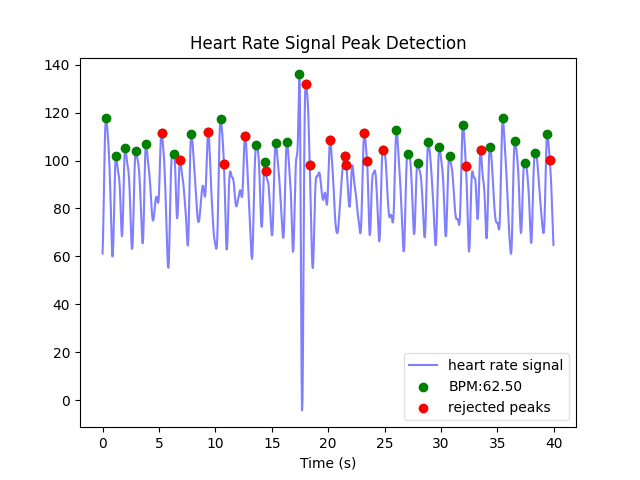 Heart Rate Signal Peak Detection
140
120
100
80
60
40
20
0
0 5 10 15 20 25 30 35 40
Time (s)
heart rate signal
BPM:62.50
rejected peaks